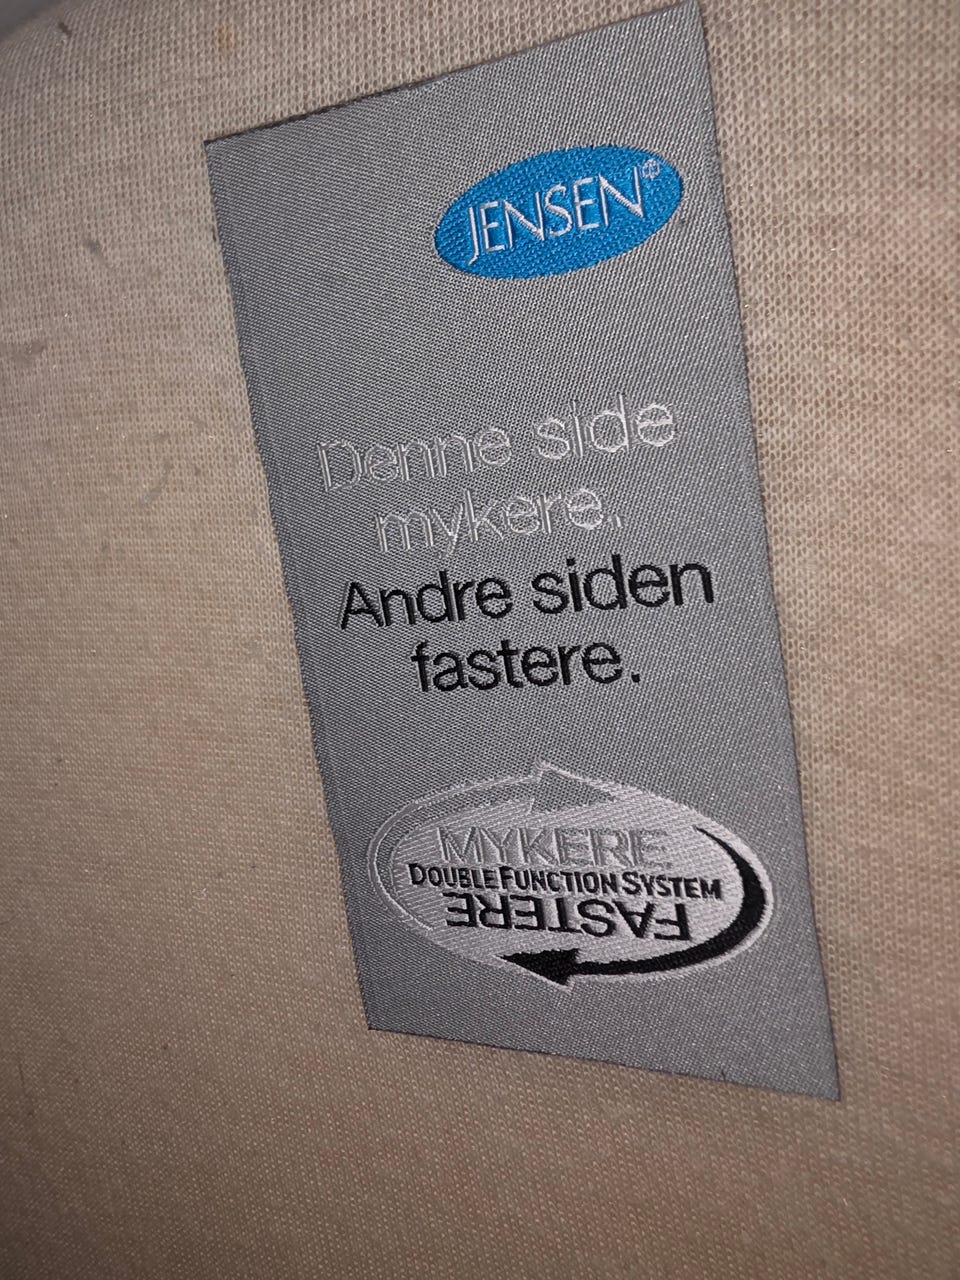 JENSEN®
Denne side
mykere.
Andre siden
fastere.
MYKERE
DOUBLE FUNCTION SYSTEM
FASTERE